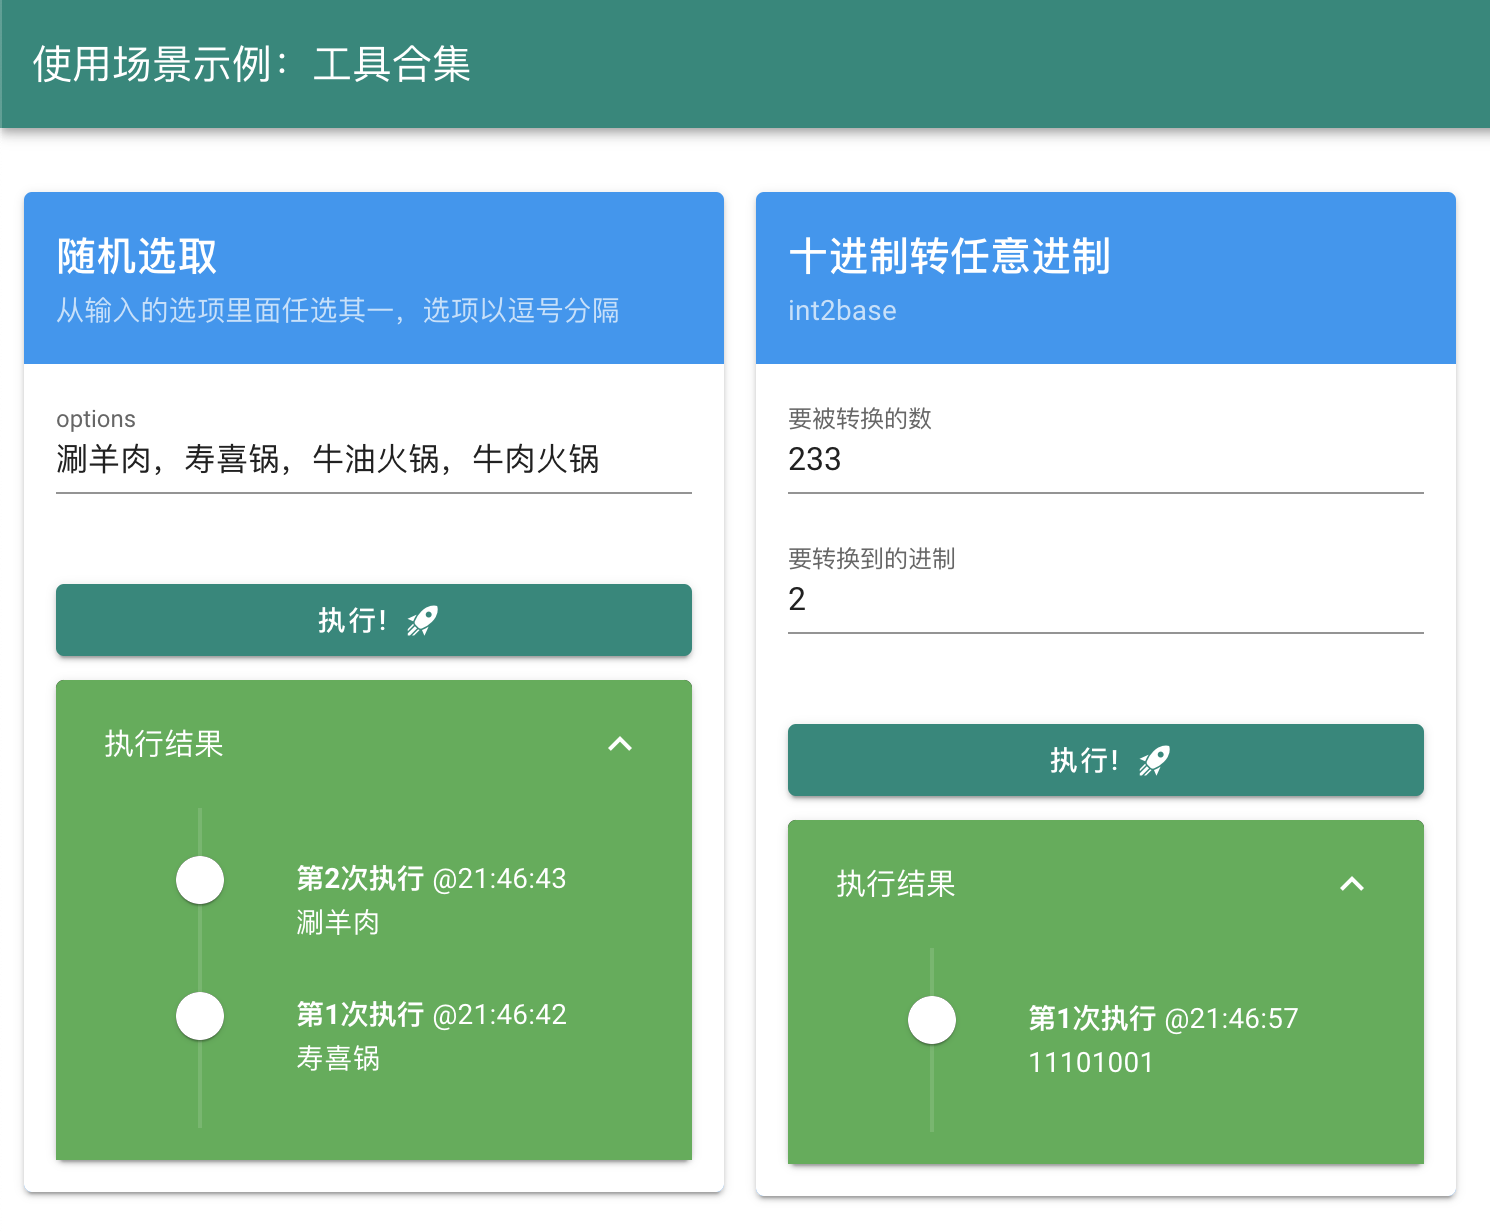 使用场景示例：工具合集
随机选取
从输入的选项里面任选其一，选项以逗号分隔
options
涮羊肉，寿喜锅，牛油火锅，牛肉火锅
执行！
执行结果
第2次执行 @21:46:43
涮羊肉
第1次执行 @21:46:42
寿喜锅
十进制转任意进制
int2base
要被转换的数
233
要转换到的进制
2
执行！
执行结果
第1次执行 @21:46:57
11101001